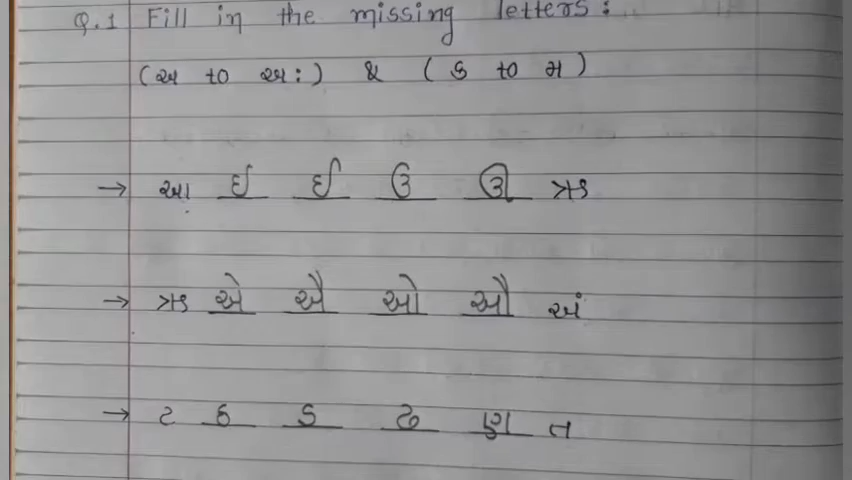 Q.1 Fill in the missing letters :
(અ to અઃ) & (ક to મ)
→ આ ઇ ઈ ઉ ઊ ઋ
→ ઋ એ ઐ ઓ ઔ અં
→ ટ ઠ ડ ઢ ણ ત